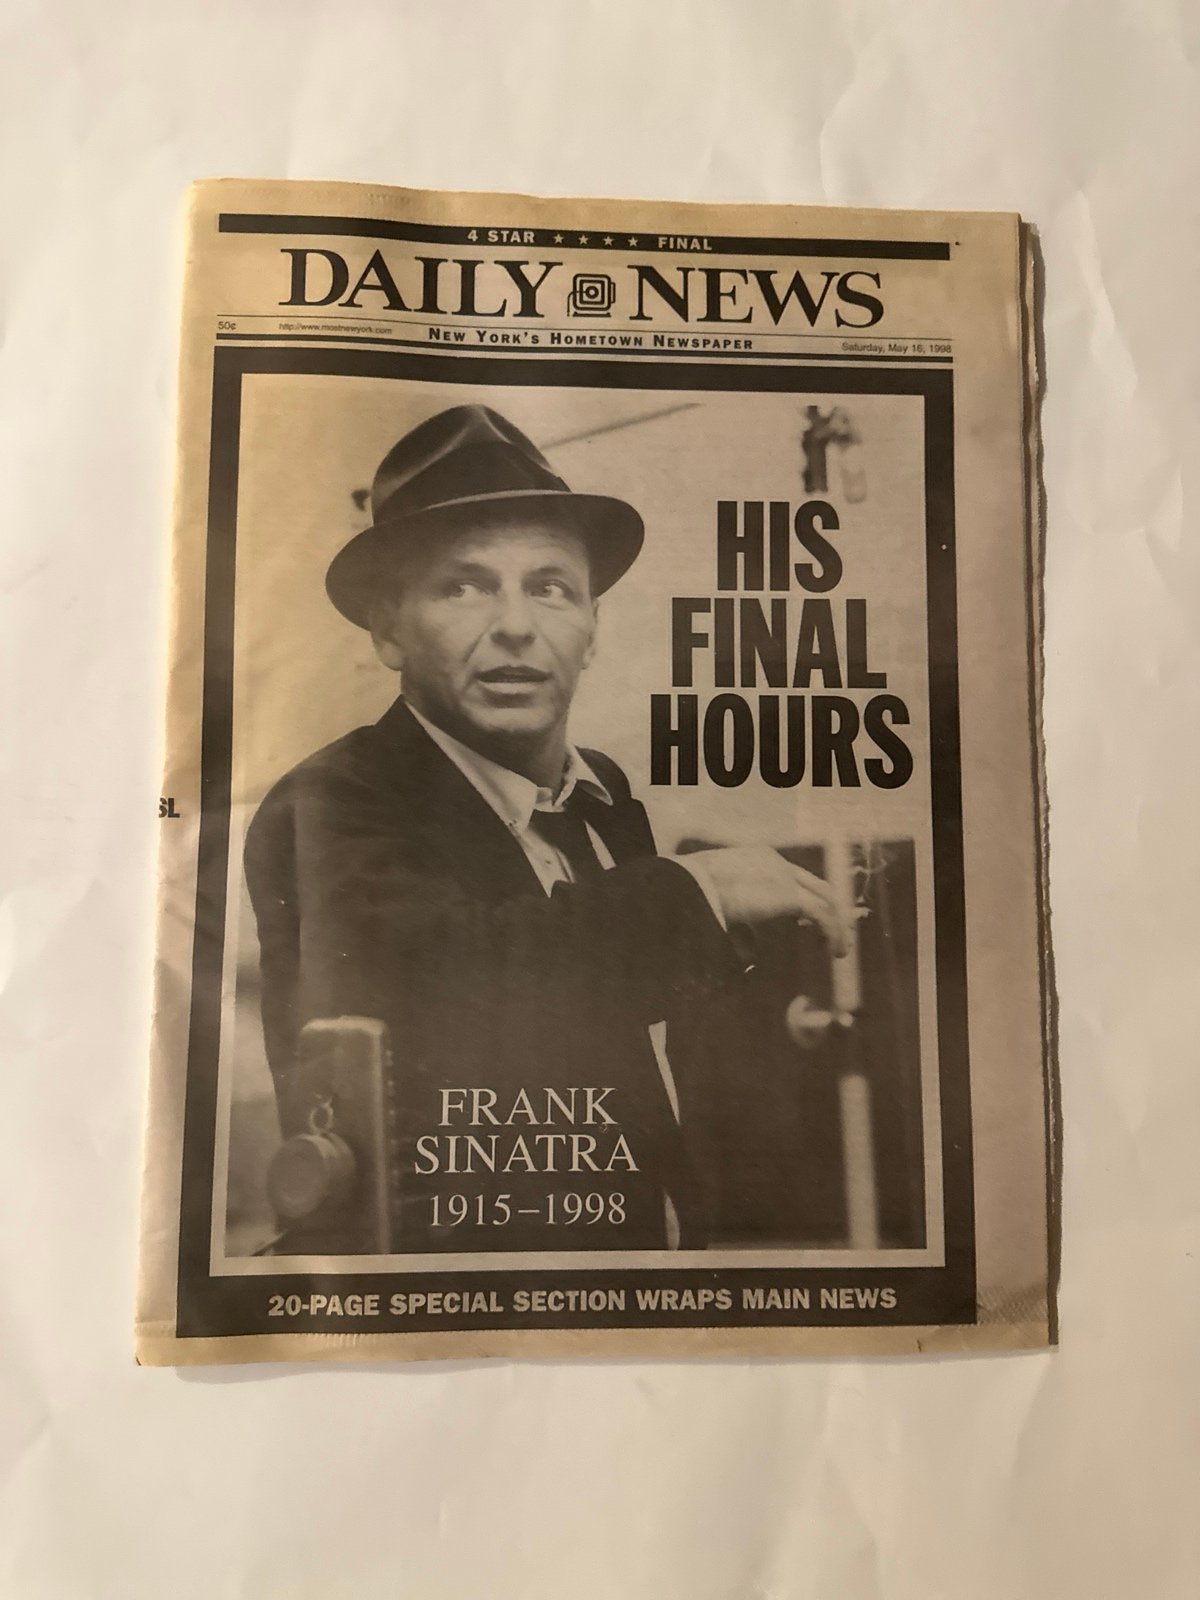 4 STAR ★ ★ ★ ★ FINAL
DAILY NEWS
50¢ http://www.mostnewyork.com NEW YORK'S HOMETOWN NEWSPAPER Saturday, May 16, 1998
HIS
FINAL
HOURS
SL
FRANK
SINATRA
1915–1998
20-PAGE SPECIAL SECTION WRAPS MAIN NEWS